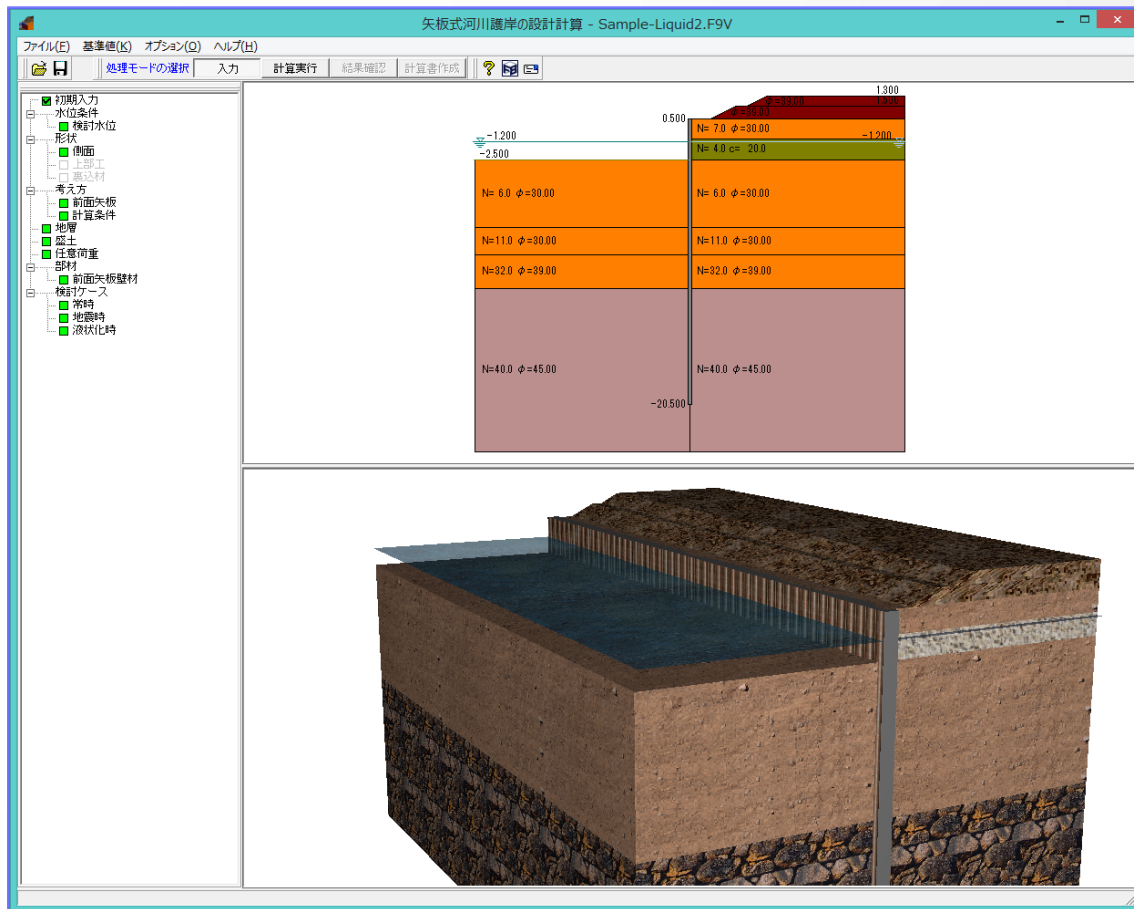 矢板式河川護岸の設計計算 - Sample-Liquid2.F9V
ファイル(F) 基準値(K) オプション(O) ヘルプ(H)
処理モードの選択 入力 計算実行 結果確認 計算書作成
初期入力
水位条件
検討水位
形状
側面
上部工
裏込材
考え方
前面矢板
計算条件
地層
盛土
任意荷重
部材
前面矢板壁材
検討ケース
常時
地震時
液状化時
1.300
0.500
N= 7.0 φ=30.00
-1.200
-1.200
N= 4.0 c= 20.0
-2.500
N= 6.0 φ=30.00
N= 6.0 φ=30.00
N=11.0 φ=30.00
N=11.0 φ=30.00
N=32.0 φ=39.00
N=32.0 φ=39.00
N=40.0 φ=45.00
N=40.0 φ=45.00
-20.500